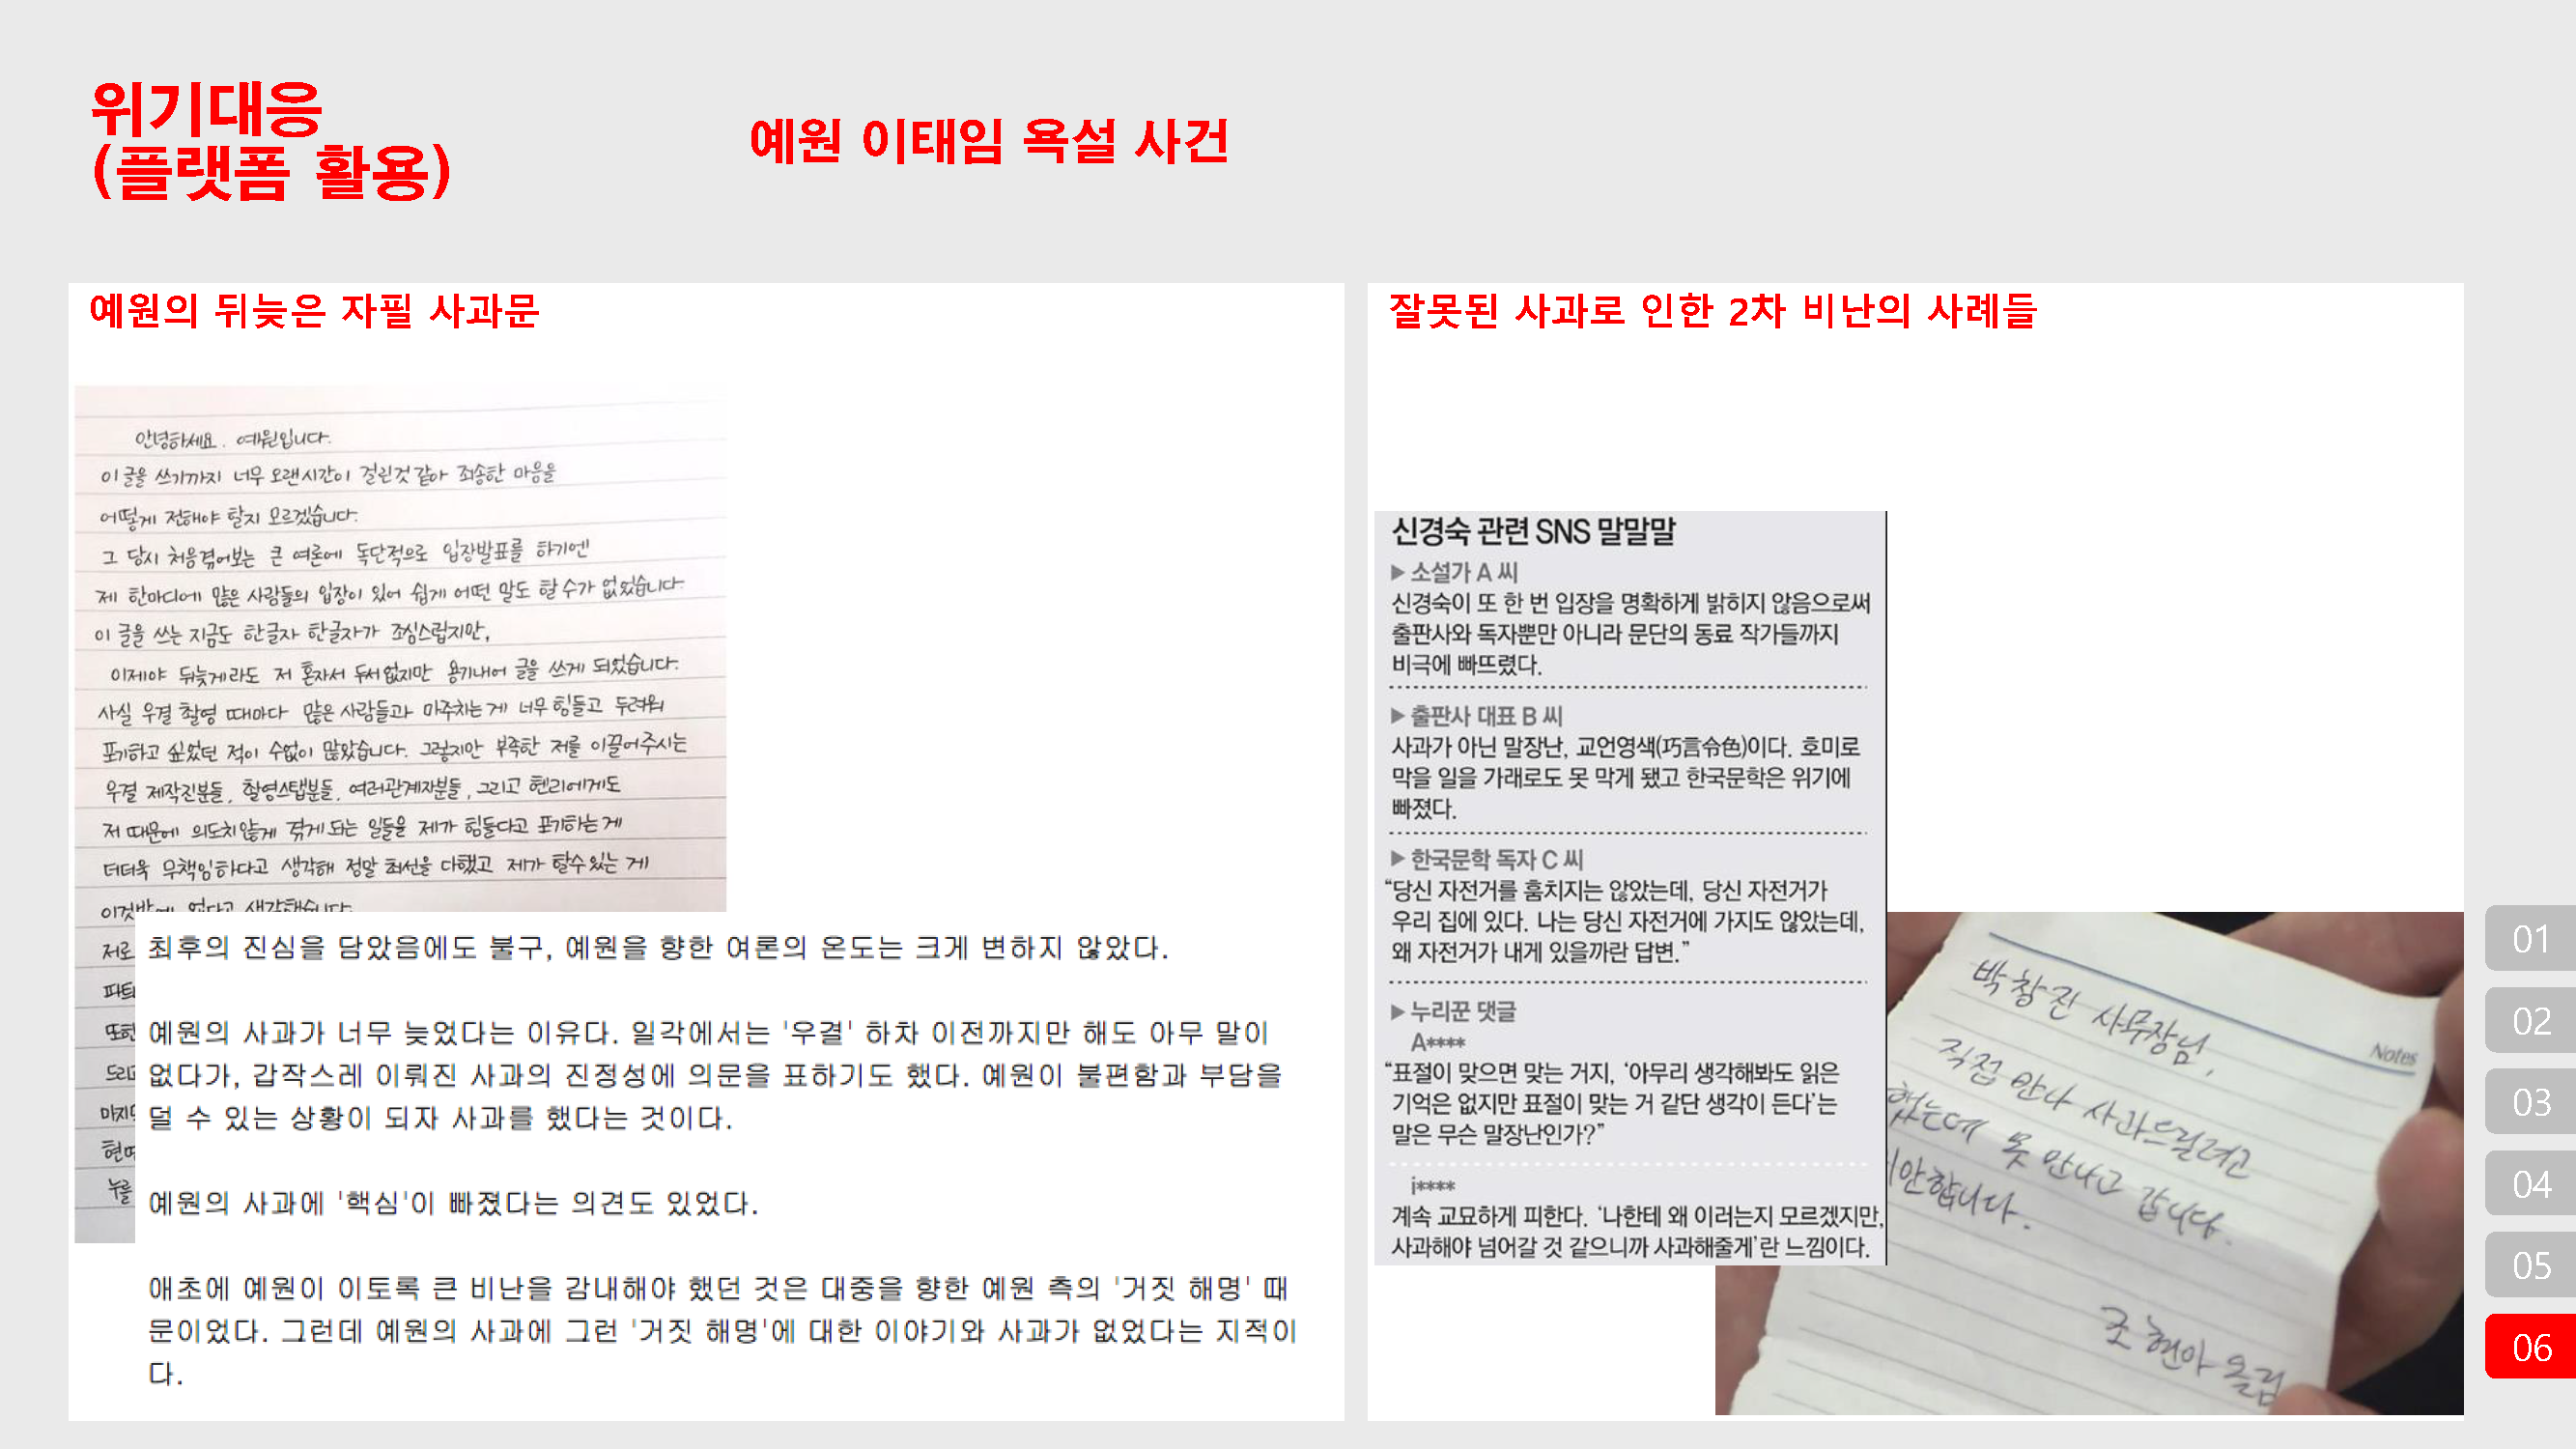 위기대응
(플랫폼 활용)
예원 이태임 욕설 사건
예원의 뒤늦은 자필 사과문
안녕하세요. 예원입니다.
이 글을 쓰기까지 너무 오랜시간이 걸린것 같아 죄송한 마음을
어떻게 전해야 할지 모르겠습니다.
그 당시 처음겪어보는 큰 여론에 독단적으로 입장발표를 하기엔
제 한마디에 많은 사람들의 입장이 있어 쉽게 어떤 말도 할 수가 없었습니다.
이 글을 쓰는 지금도 한글자 한글자가 조심스럽지만,
이제야 뒤늦게라도 저 혼자서 두서없지만 용기내어 글을 쓰게 되었습니다.
사실 우결 촬영 때마다 많은 사람들과 마주치는 게 너무 힘들고 두려워
포기하고 싶었던 적이 수없이 많았습니다. 그렇지만 부족한 저를 이끌어주시는
우결 제작진분들, 촬영스탭분들, 여러관계자분들, 그리고 헨리에게도
저 때문에 의도치않게 겪게 되는 일들을 제가 힘들다고 포기하는 게
더더욱 무책임하다고 생각해 정말 최선을 다했고 제가 할수 있는 게
저로
또한
드리고
현명
누를
최후의 진심을 담았음에도 불구, 예원을 향한 여론의 온도는 크게 변하지 않았다.
예원의 사과가 너무 늦었다는 이유다. 일각에서는 '우결' 하차 이전까지만 해도 아무 말이
없다가, 갑작스레 이뤄진 사과의 진정성에 의문을 표하기도 했다. 예원이 불편함과 부담을
덜 수 있는 상황이 되자 사과를 했다는 것이다.
예원의 사과에 '핵심'이 빠졌다는 의견도 있었다.
애초에 예원이 이토록 큰 비난을 감내해야 했던 것은 대중을 향한 예원 측의 '거짓 해명' 때
문이었다. 그런데 예원의 사과에 그런 '거짓 해명'에 대한 이야기와 사과가 없었다는 지적이
다.
잘못된 사과로 인한 2차 비난의 사례들
신경숙 관련 SNS 말말말
▶소설가 A 씨
신경숙이 또 한 번 입장을 명확하게 밝히지 않음으로써
출판사와 독자뿐만 아니라 문단의 동료 작가들까지
비극에 빠뜨렸다.
▶출판사 대표 B 씨
사과가 아닌 말장난, 교언영색(巧言令色)이다. 호미로
막을 일을 가래로도 못 막게 됐고 한국문학은 위기에
빠졌다.
▶한국문학 독자 C 씨
“당신 자전거를 훔치지는 않았는데, 당신 자전거가
우리 집에 있다. 나는 당신 자전거에 가지도 않았는데,
왜 자전거가 내게 있을까란 답변.”
▶누리꾼 댓글
A****
“표절이 맞으면 맞는 거지, ‘아무리 생각해봐도 읽은
기억은 없지만 표절이 맞는 거 같단 생각이 든다’는
말은 무슨 말장난인가?”
i****
계속 교묘하게 피한다. ‘나한테 왜 이러는지 모르겠지만,
사과해야 넘어갈 것 같으니까 사과해줄게’란 느낌이다.
Notes
박창진 사무장님,
직접 만나 사과드릴려고
했는데 못 만나고 갑니다.
미안합니다.
조현아 올림
01
02
03
04
05
06